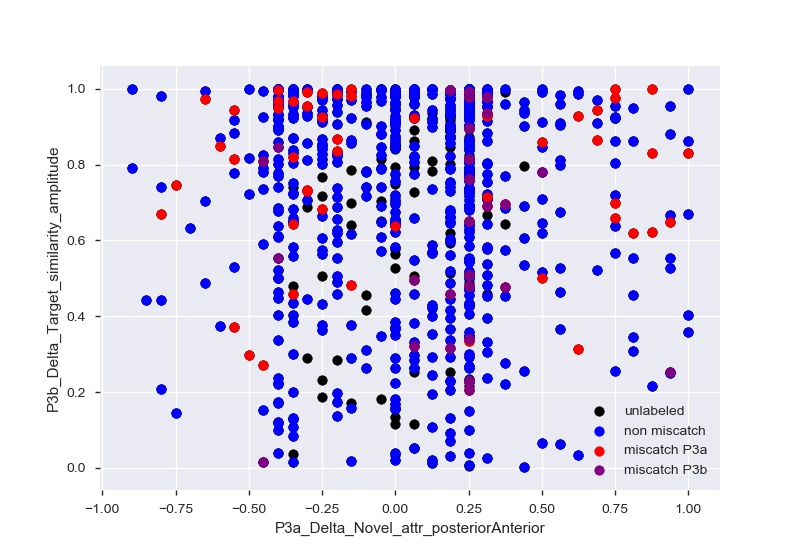 1.0
0.8
0.6
0.4
0.2
0.0
P3b_Delta_Target_similarity_amplitude
unlabeled
non miscatch
miscatch P3a
miscatch P3b
−1.00 −0.75 −0.50 −0.25 0.00 0.25 0.50 0.75 1.00
P3a_Delta_Novel_attr_posteriorAnterior